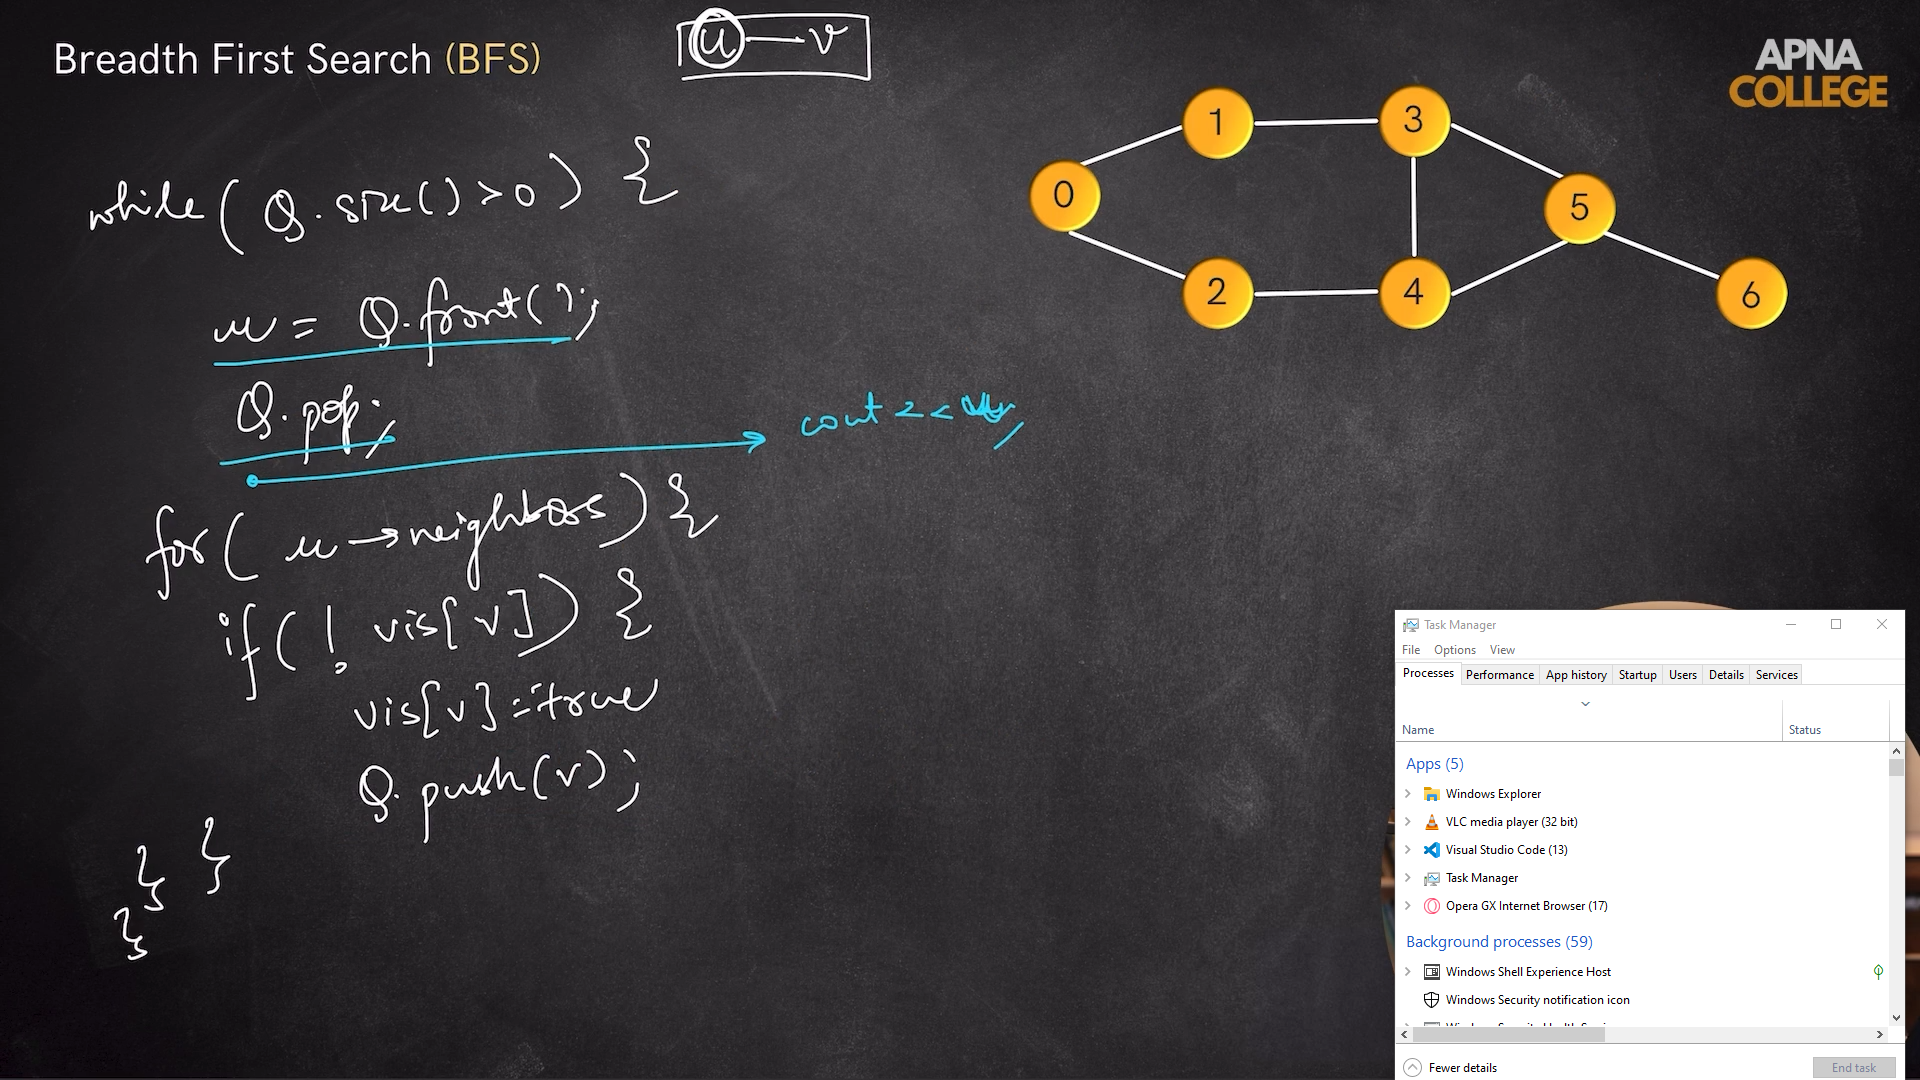 Breadth First Search (BFS)
u — v
APNA
COLLEGE
while ( Q.size() > 0 ) {
u = Q.front();
Q.pop;
cout <<
for ( u → neighbors ) {
if ( ! vis[v] ) {
vis[v] = true
Q.push(v);
}
}
}
0
1
3
2
4
5
6
Task Manager
File Options View
Processes Performance App history Startup Users Details Services
Name Status
Apps (5)
Windows Explorer
VLC media player (32 bit)
Visual Studio Code (13)
Task Manager
Opera GX Internet Browser (17)
Background processes (59)
Windows Shell Experience Host
Windows Security notification icon
Fewer details End task